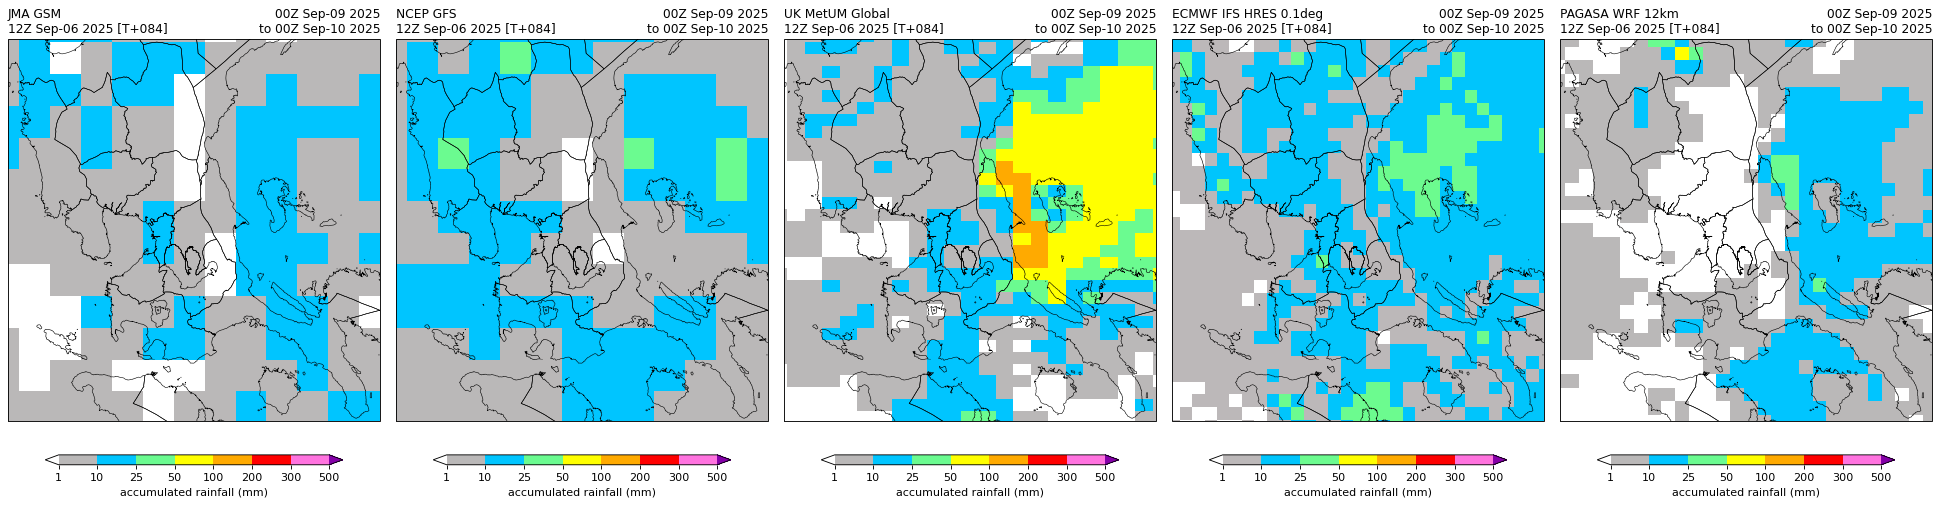 JMA GSM 00Z Sep-09 2025
12Z Sep-06 2025 [T+084] to 00Z Sep-10 2025
1 10 25 50 100 200 300 500
accumulated rainfall (mm)
NCEP GFS 00Z Sep-09 2025
12Z Sep-06 2025 [T+084] to 00Z Sep-10 2025
1 10 25 50 100 200 300 500
accumulated rainfall (mm)
UK MetUM Global 00Z Sep-09 2025
12Z Sep-06 2025 [T+084] to 00Z Sep-10 2025
1 10 25 50 100 200 300 500
accumulated rainfall (mm)
ECMWF IFS HRES 0.1deg 00Z Sep-09 2025
12Z Sep-06 2025 [T+084] to 00Z Sep-10 2025
1 10 25 50 100 200 300 500
accumulated rainfall (mm)
PAGASA WRF 12km 00Z Sep-09 2025
12Z Sep-06 2025 [T+084] to 00Z Sep-10 2025
1 10 25 50 100 200 300 500
accumulated rainfall (mm)